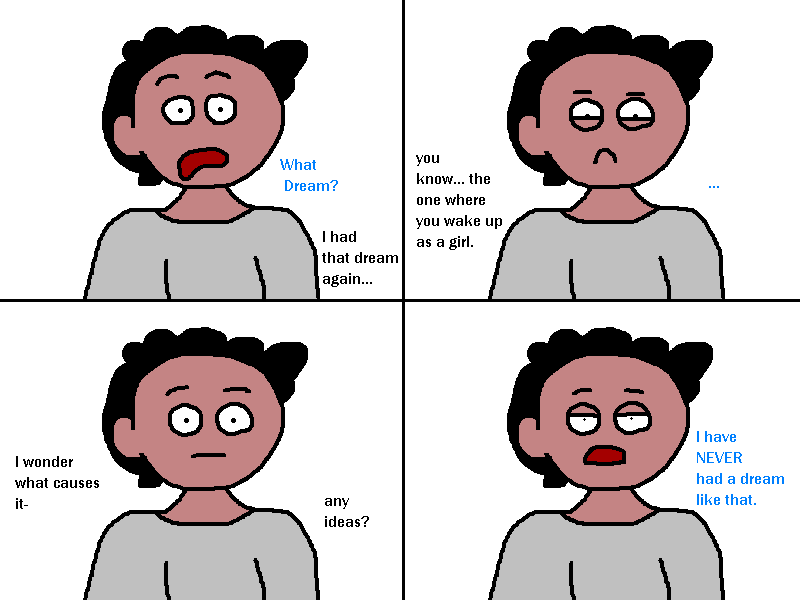 What
Dream?
I had
that dream
again...
you
know... the
one where
you wake up
as a girl.
...
I wonder
what causes
it-
any
ideas?
I have
NEVER
had a dream
like that.